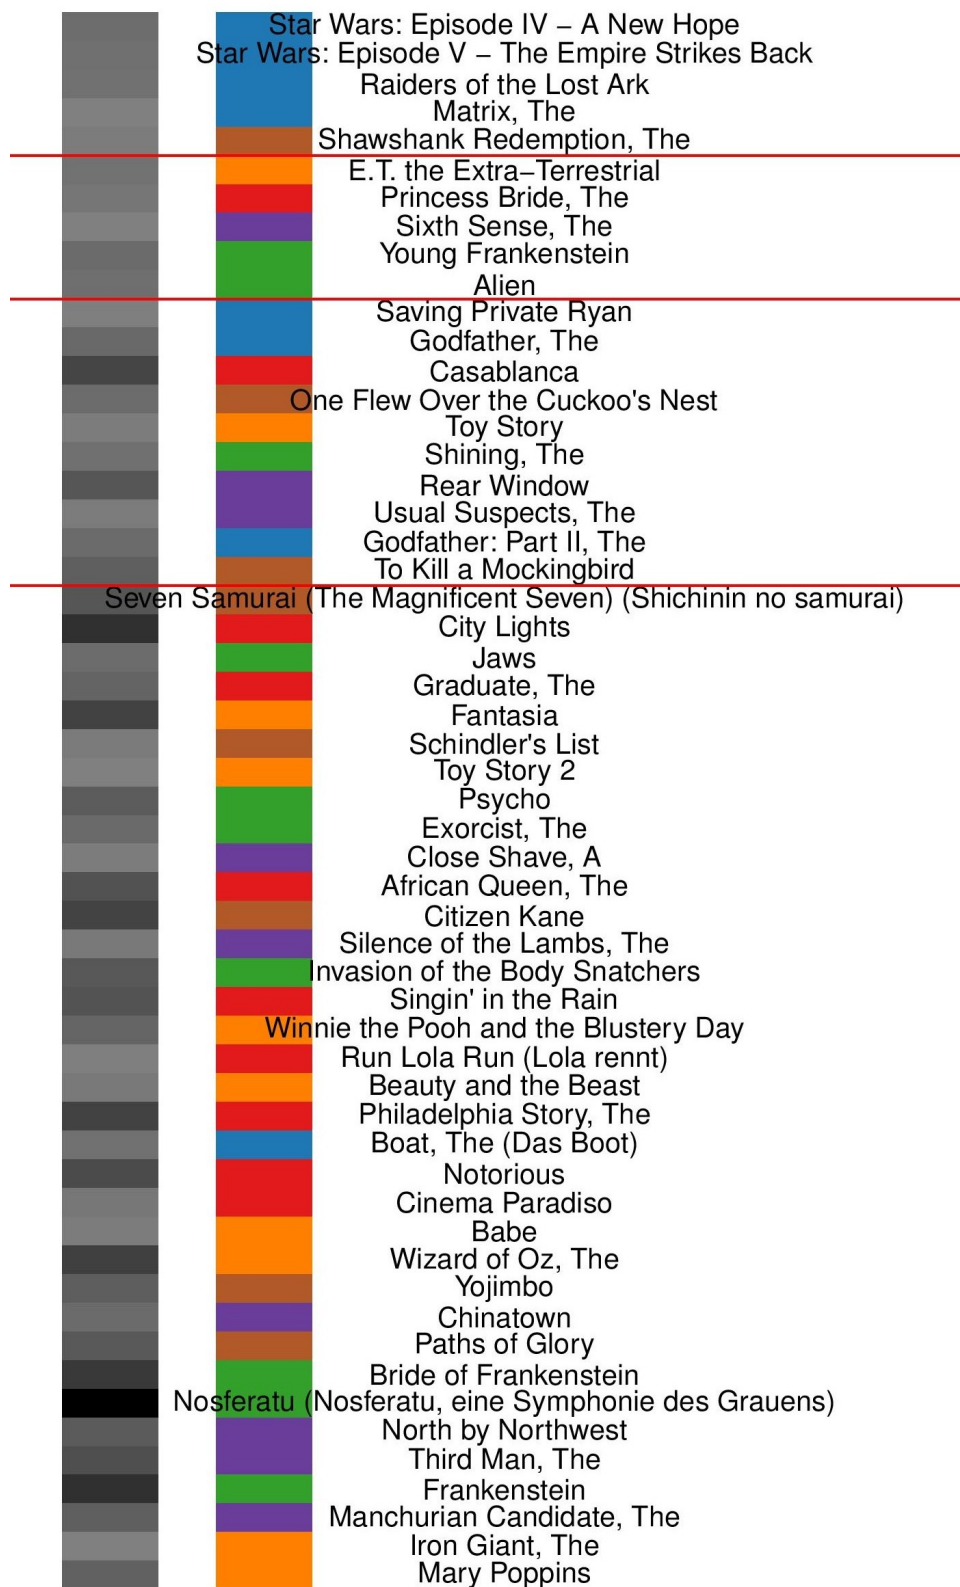 Star Wars: Episode IV − A New Hope
Star Wars: Episode V − The Empire Strikes Back
Raiders of the Lost Ark
Matrix, The
Shawshank Redemption, The
E.T. the Extra−Terrestrial
Princess Bride, The
Sixth Sense, The
Young Frankenstein
Alien
Saving Private Ryan
Godfather, The
Casablanca
One Flew Over the Cuckoo's Nest
Toy Story
Shining, The
Rear Window
Usual Suspects, The
Godfather: Part II, The
To Kill a Mockingbird
Seven Samurai (The Magnificent Seven) (Shichinin no samurai)
City Lights
Jaws
Graduate, The
Fantasia
Schindler's List
Toy Story 2
Psycho
Exorcist, The
Close Shave, A
African Queen, The
Citizen Kane
Silence of the Lambs, The
Invasion of the Body Snatchers
Singin' in the Rain
Winnie the Pooh and the Blustery Day
Run Lola Run (Lola rennt)
Beauty and the Beast
Philadelphia Story, The
Boat, The (Das Boot)
Notorious
Cinema Paradiso
Babe
Wizard of Oz, The
Yojimbo
Chinatown
Paths of Glory
Bride of Frankenstein
Nosferatu (Nosferatu, eine Symphonie des Grauens)
North by Northwest
Third Man, The
Frankenstein
Manchurian Candidate, The
Iron Giant, The
Mary Poppins